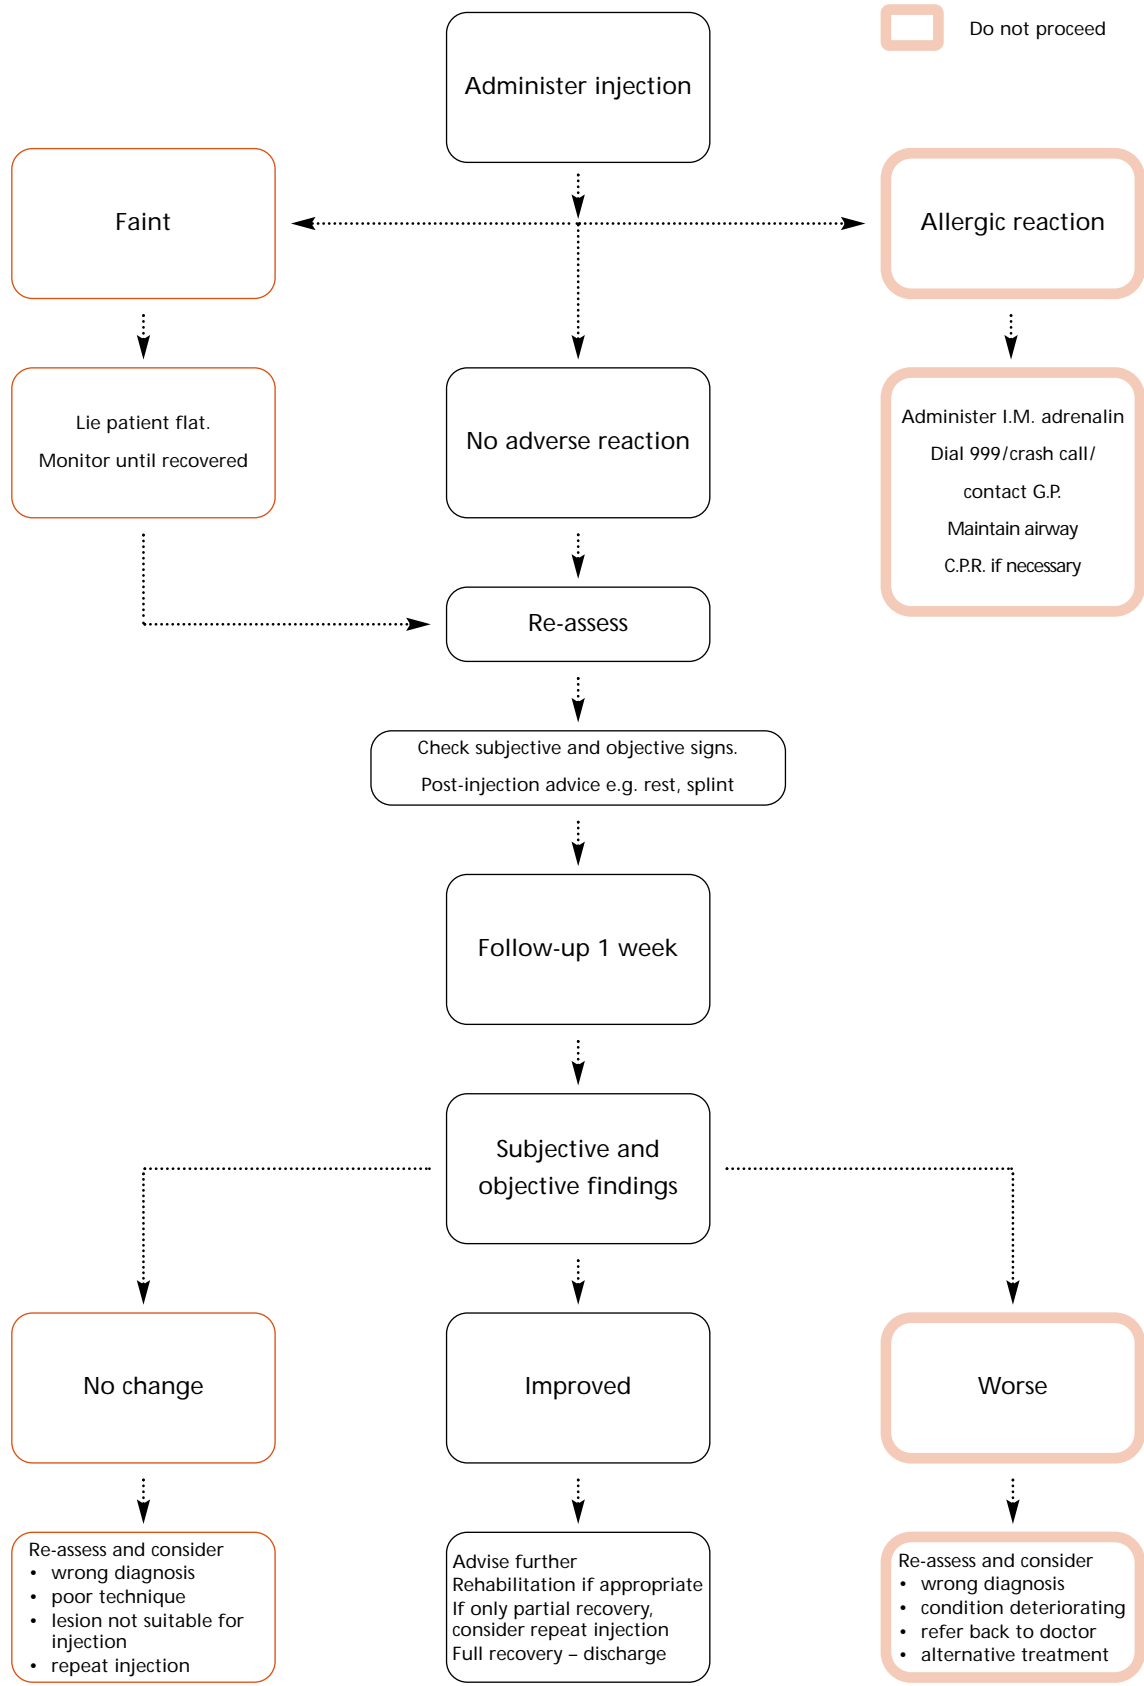 Do not proceed
Administer injection
Faint
Allergic reaction
Lie patient flat.
Monitor until recovered
No adverse reaction
Administer I.M. adrenalin
Dial 999/crash call/
contact G.P.
Maintain airway
C.P.R. if necessary
Re-assess
Check subjective and objective signs.
Post-injection advice e.g. rest, splint
Follow-up 1 week
Subjective and
objective findings
No change
Improved
Worse
Re-assess and consider
• wrong diagnosis
• poor technique
• lesion not suitable for
injection
• repeat injection
Advise further
Rehabilitation if appropriate
If only partial recovery,
consider repeat injection
Full recovery – discharge
Re-assess and consider
• wrong diagnosis
• condition deteriorating
• refer back to doctor
• alternative treatment